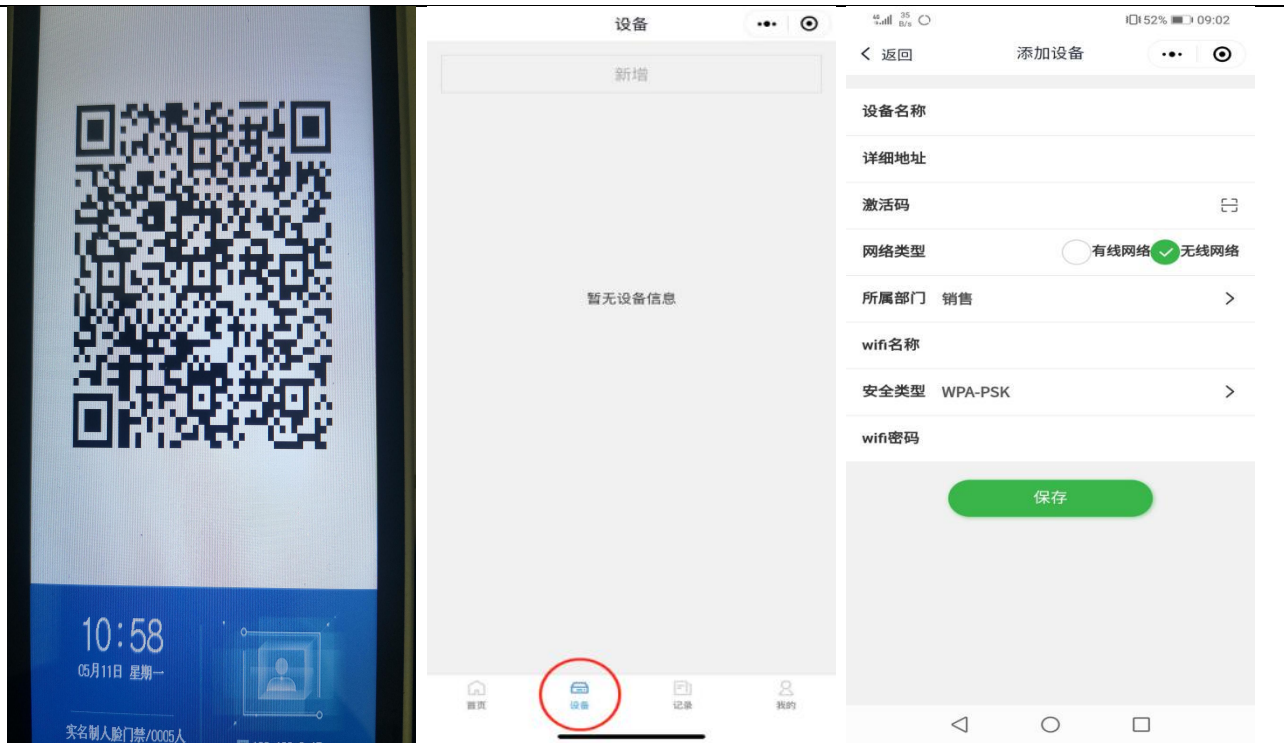 10:58
05月11日 星期一
实名制人脸门禁/0005人
设备
新增
暂无设备信息
首页
设备
记录
我的
35
B/s
52%
09:02
返回
添加设备
设备名称
详细地址
激活码
网络类型
有线网络
无线网络
所属部门 销售
wifi名称
安全类型 WPA-PSK
wifi密码
保存